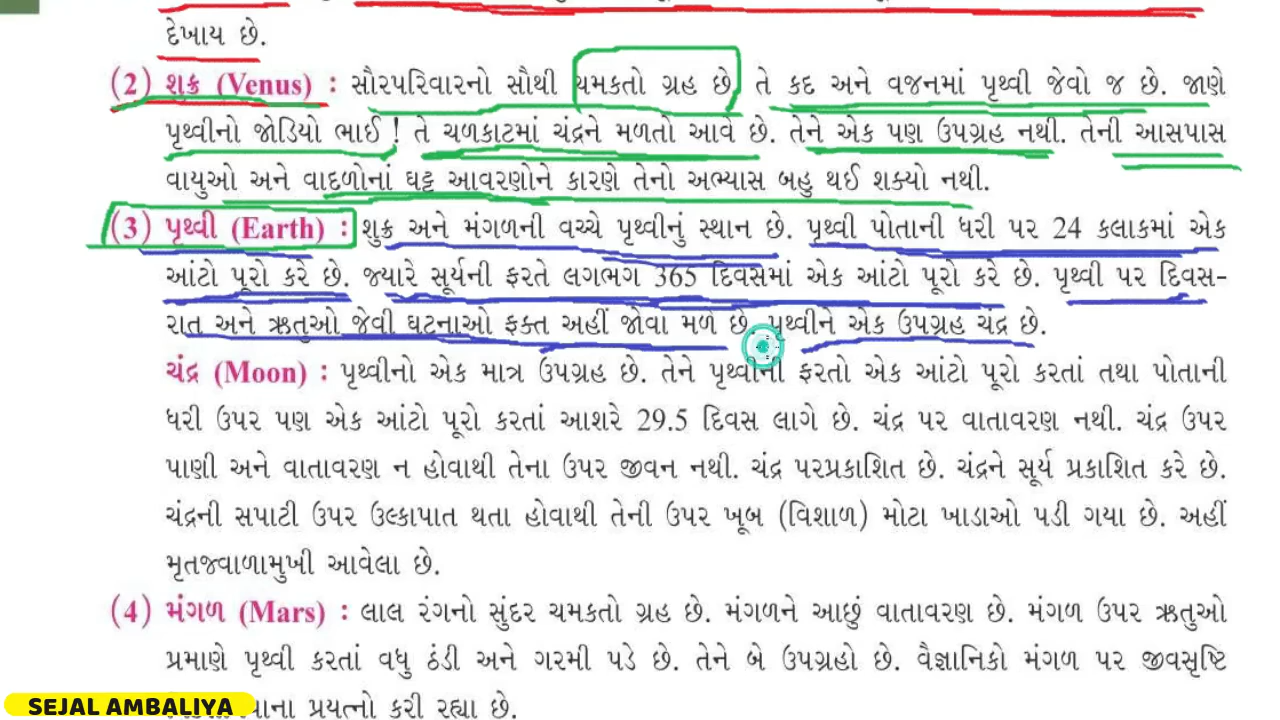 દેખાય છે.
(2) શુક્ર (Venus) : સૌરપરિવારનો સૌથી ચમકતો ગ્રહ છે. તે કદ અને વજનમાં પૃથ્વી જેવો જ છે. જાણે
પૃથ્વીનો જોડિયો ભાઈ ! તે ચળકાટમાં ચંદ્રને મળતો આવે છે. તેને એક પણ ઉપગ્રહ નથી. તેની આસપાસ
વાયુઓ અને વાદળોનાં ઘટ્ટ આવરણોને કારણે તેનો અભ્યાસ બહુ થઈ શક્યો નથી.
(3) પૃથ્વી (Earth) : શુક્ર અને મંગળની વચ્ચે પૃથ્વીનું સ્થાન છે. પૃથ્વી પોતાની ધરી પર 24 કલાકમાં એક
આંટો પૂરો કરે છે. જ્યારે સૂર્યની ફરતે લગભગ 365 દિવસમાં એક આંટો પૂરો કરે છે. પૃથ્વી પર દિવસ-
રાત અને ઋતુઓ જેવી ઘટનાઓ ફક્ત અહીં જોવા મળે છે. પૃથ્વીને એક ઉપગ્રહ ચંદ્ર છે.
ચંદ્ર (Moon) : પૃથ્વીનો એક માત્ર ઉપગ્રહ છે. તેને પૃથ્વીની ફરતો એક આંટો પૂરો કરતાં તથા પોતાની
ધરી ઉપર પણ એક આંટો પૂરો કરતાં આશરે 29.5 દિવસ લાગે છે. ચંદ્ર પર વાતાવરણ નથી. ચંદ્ર ઉપર
પાણી અને વાતાવરણ ન હોવાથી તેના ઉપર જીવન નથી. ચંદ્ર પરપ્રકાશિત છે. ચંદ્રને સૂર્ય પ્રકાશિત કરે છે.
ચંદ્રની સપાટી ઉપર ઉલ્કાપાત થતા હોવાથી તેની ઉપર ખૂબ (વિશાળ) મોટા ખાડાઓ પડી ગયા છે. અહીં
મૃતજ્વાળામુખી આવેલા છે.
(4) મંગળ (Mars) : લાલ રંગનો સુંદર ચમકતો ગ્રહ છે. મંગળને આછું વાતાવરણ છે. મંગળ ઉપર ઋતુઓ
પ્રમાણે પૃથ્વી કરતાં વધુ ઠંડી અને ગરમી પડે છે. તેને બે ઉપગ્રહો છે. વૈજ્ઞાનિકો મંગળ પર જીવસૃષ્ટિ
પ્રયત્નો કરી રહ્યા છે.
SEJAL AMBALIYA